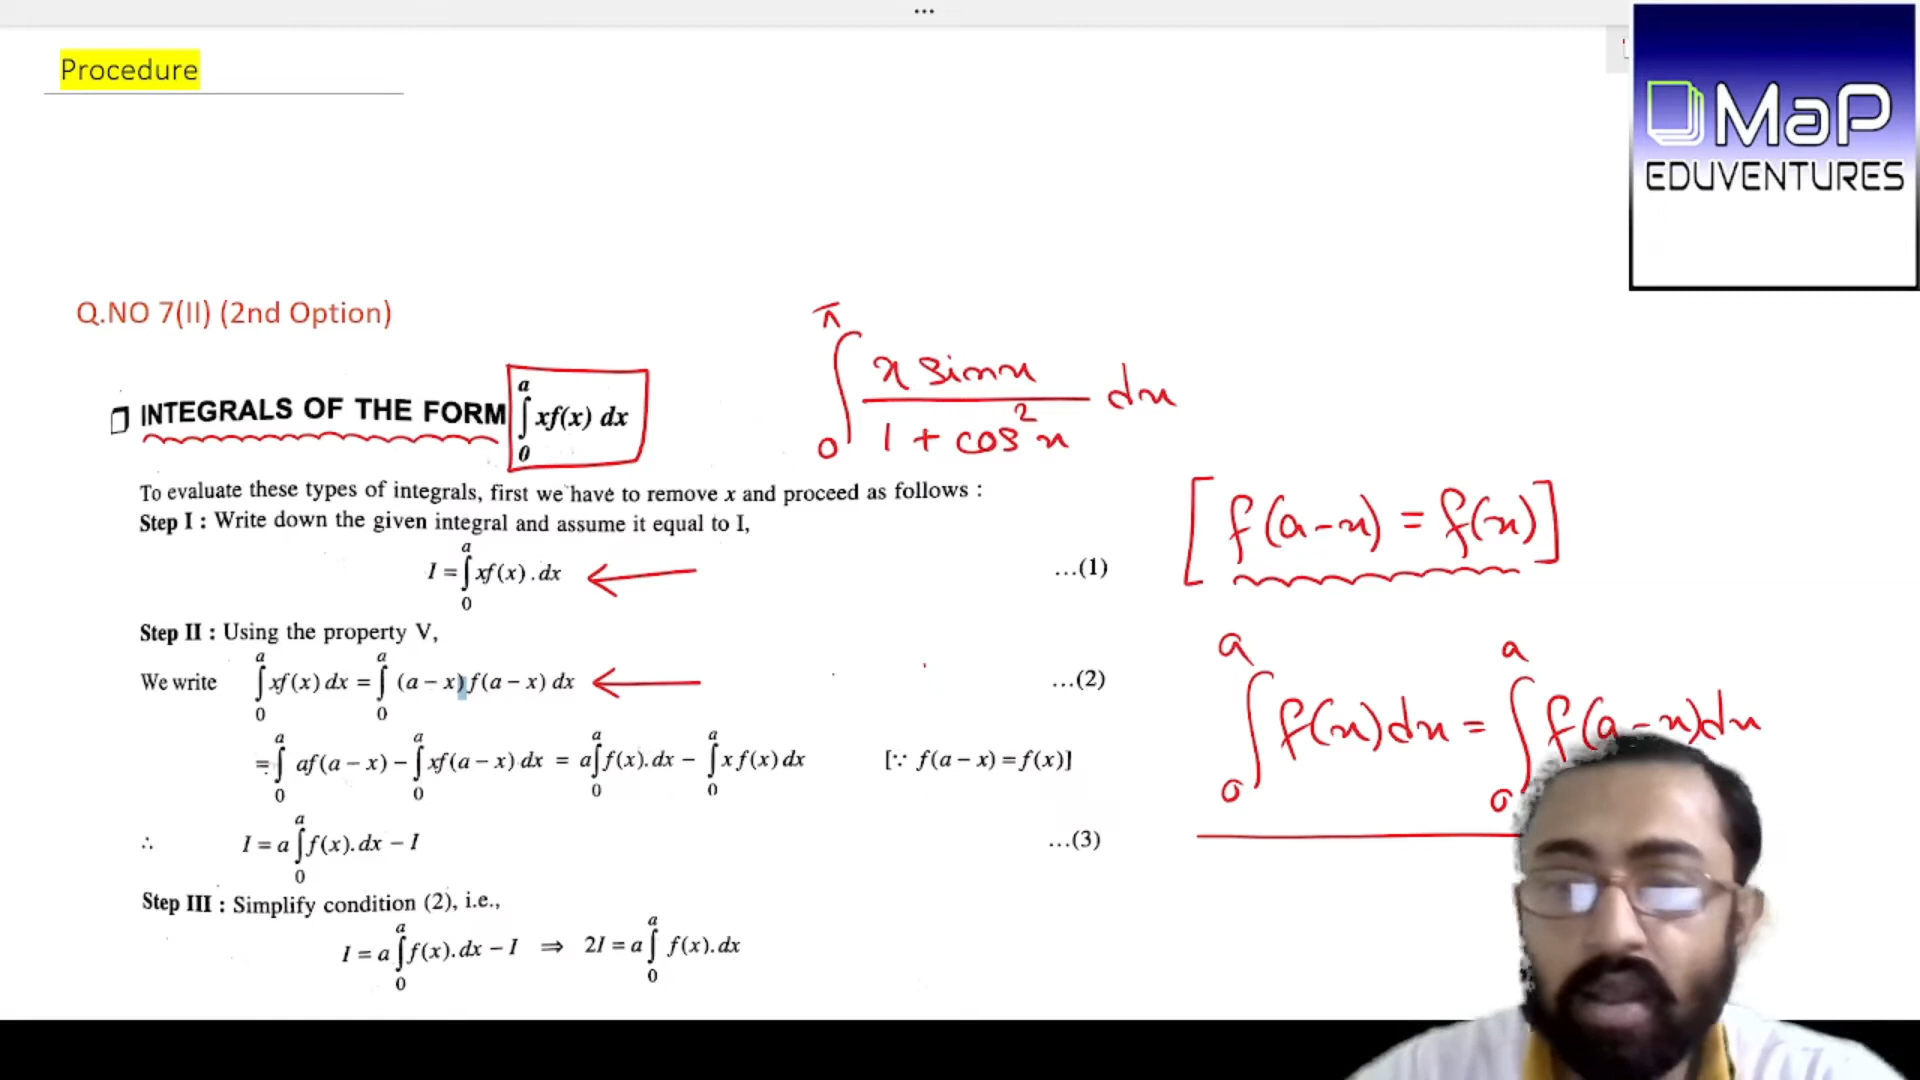 ...
Procedure
MaP
EDUVENTURES
Q.NO 7(II) (2nd Option)
❒ INTEGRALS OF THE FORM ∫₀ᵃ xf(x) dx
∫₀^π (x sinx)/(1 + cos²x) dx
To evaluate these types of integrals, first we have to remove x and proceed as follows :
Step I : Write down the given integral and assume it equal to I,
[f(a-x) = f(x)]
I = ∫₀ᵃ xf(x) . dx ...(1)
Step II : Using the property V,
We write ∫₀ᵃ xf(x) dx = ∫₀ᵃ (a − x) f(a − x) dx ...(2)
∫₀ᵃ f(x)dx = ∫₀ᵃ f(a-x)dx
= ∫₀ᵃ af(a − x) − ∫₀ᵃ xf(a − x) dx = a∫₀ᵃ f(x). dx − ∫₀ᵃ x f(x) dx [∵ f(a − x) = f(x)]
∴ I = a ∫₀ᵃ f(x). dx − I ...(3)
Step III : Simplify condition (2), i.e.,
I = a ∫₀ᵃ f(x). dx − I ⇒ 2I = a ∫₀ᵃ f(x). dx